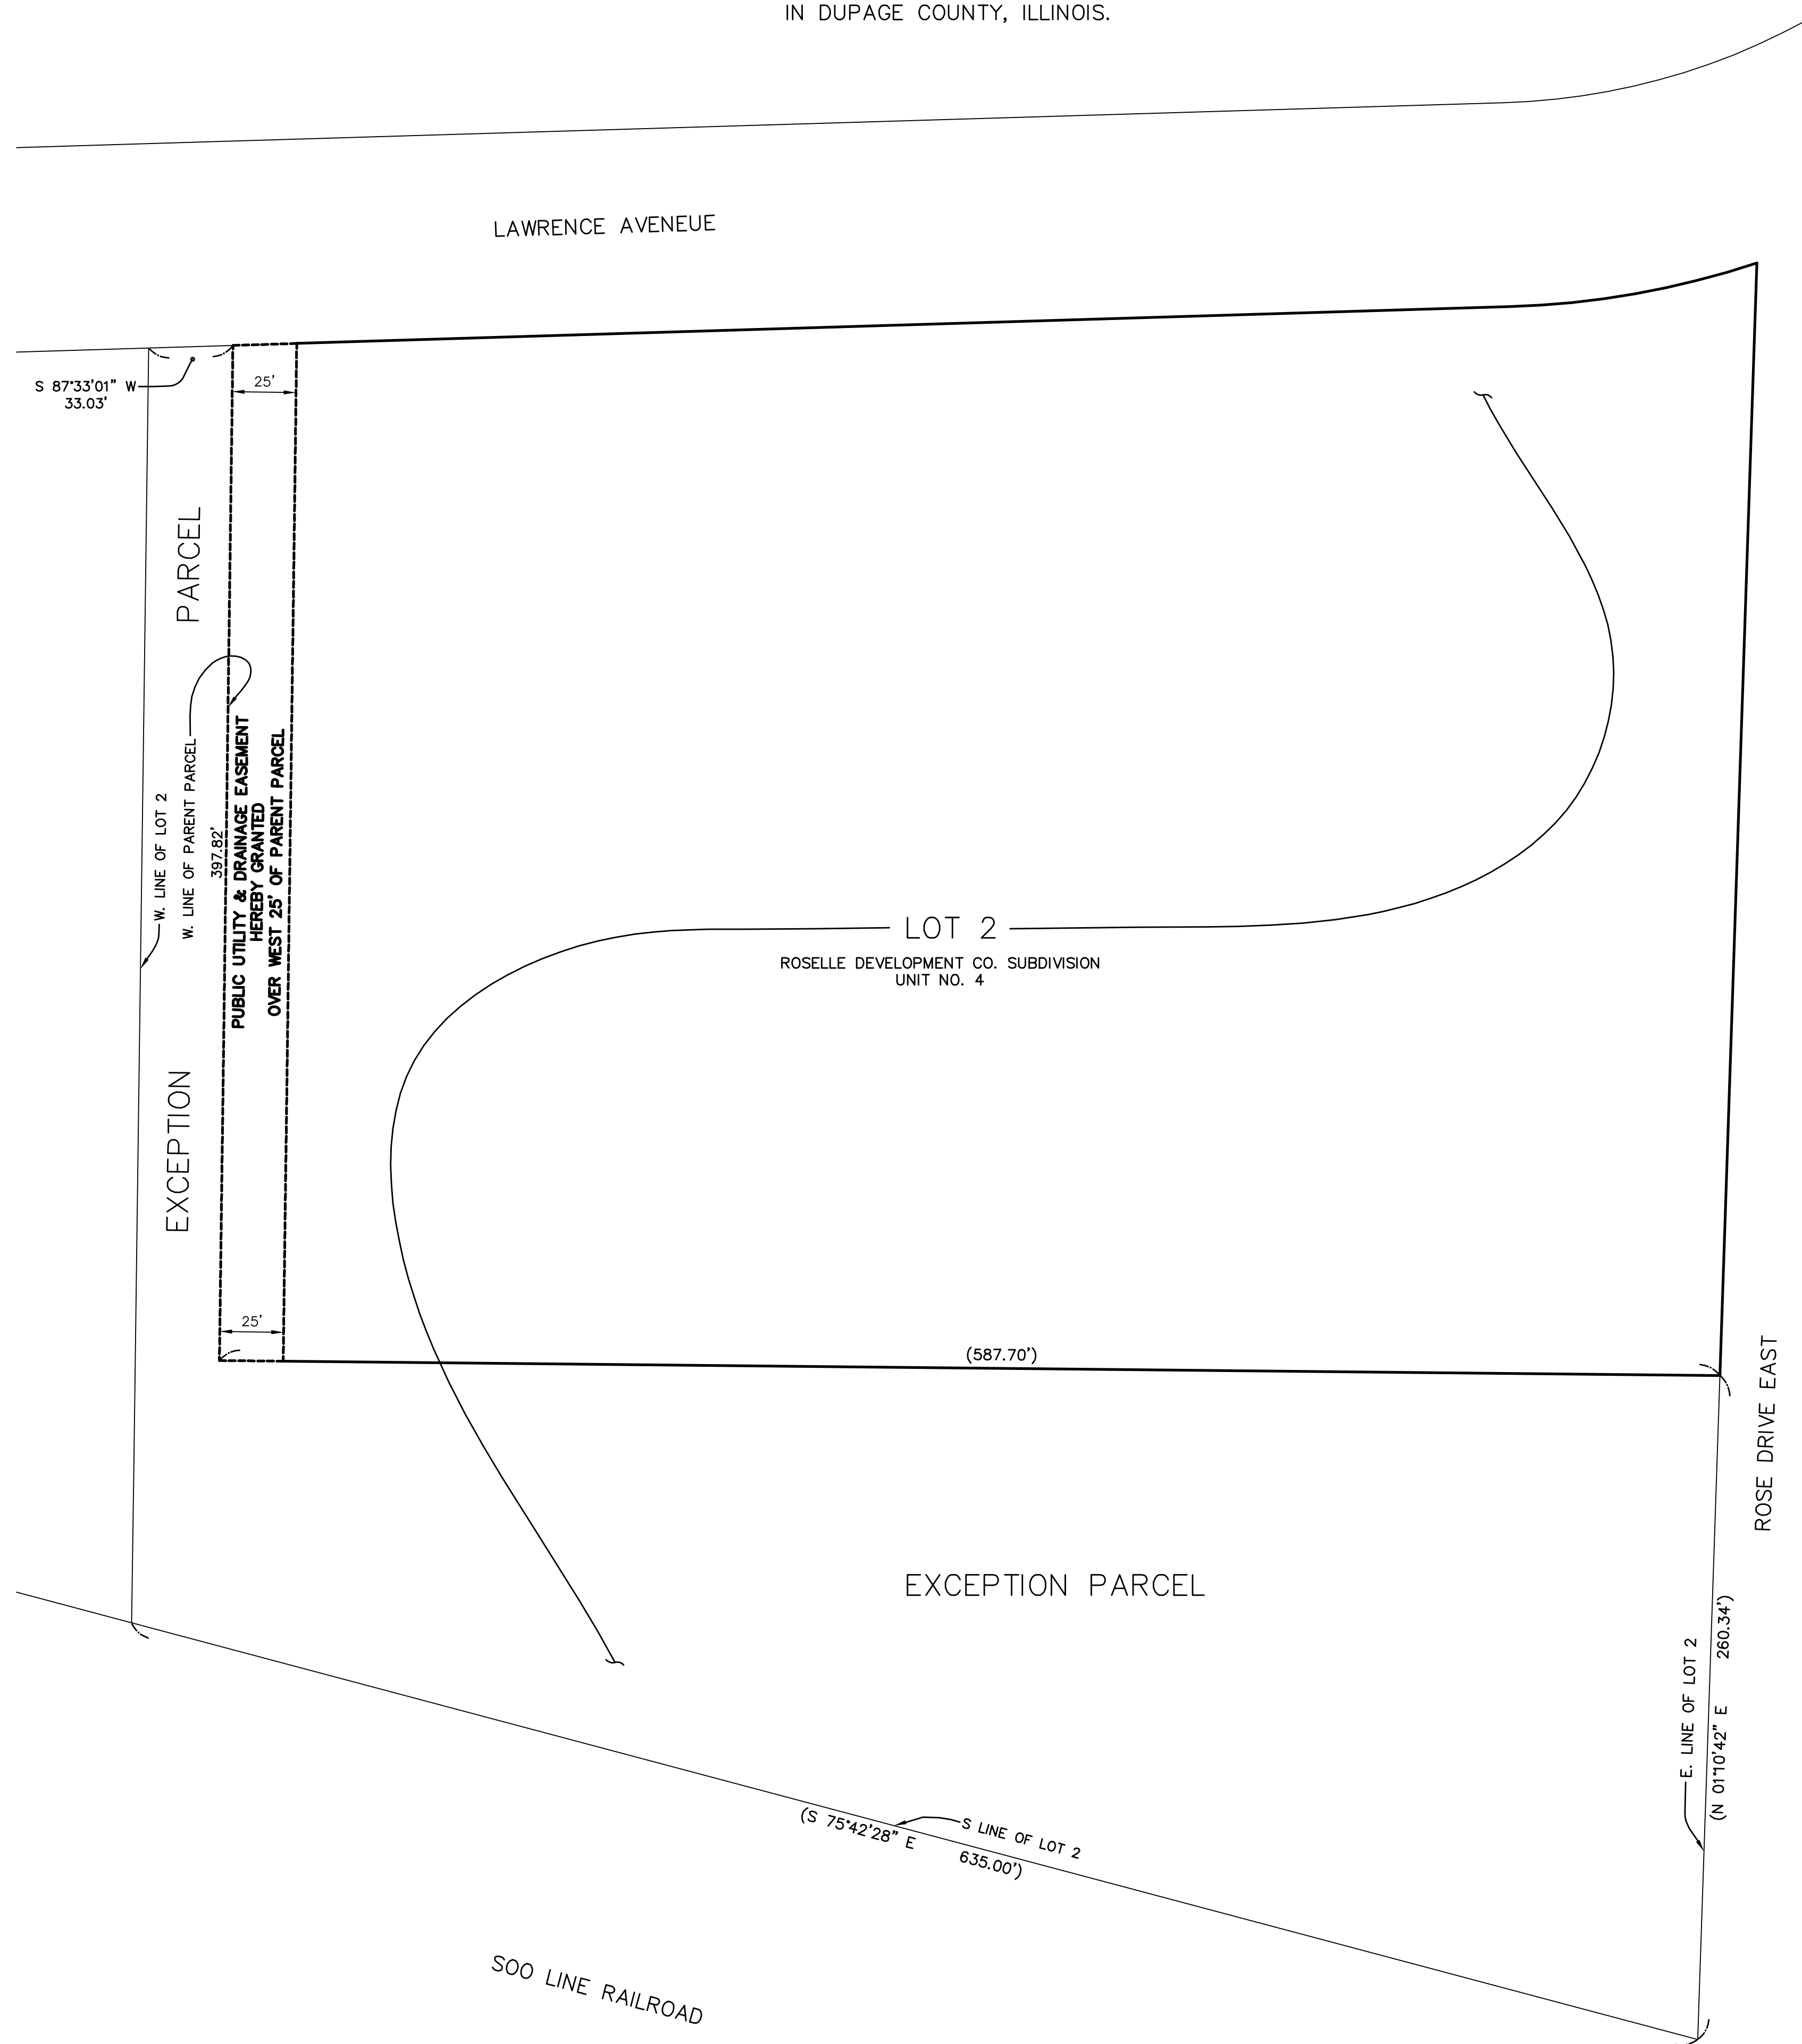 IN DUPAGE COUNTY, ILLINOIS.
LAWRENCE AVENEUE
S 87°33'01" W
33.03'
25'
PARCEL
W. LINE OF LOT 2
W. LINE OF PARENT PARCEL
397.82'
PUBLIC UTILITY & DRAINAGE EASEMENT
HEREBY GRANTED
OVER WEST 25' OF PARENT PARCEL
LOT 2
ROSELLE DEVELOPMENT CO. SUBDIVISION
UNIT NO. 4
EXCEPTION
25'
(587.70')
ROSE DRIVE EAST
EXCEPTION PARCEL
E. LINE OF LOT 2
(N 01°10'42" E 260.34')
S LINE OF LOT 2
(S 75°42'28" E 635.00')
SOO LINE RAILROAD